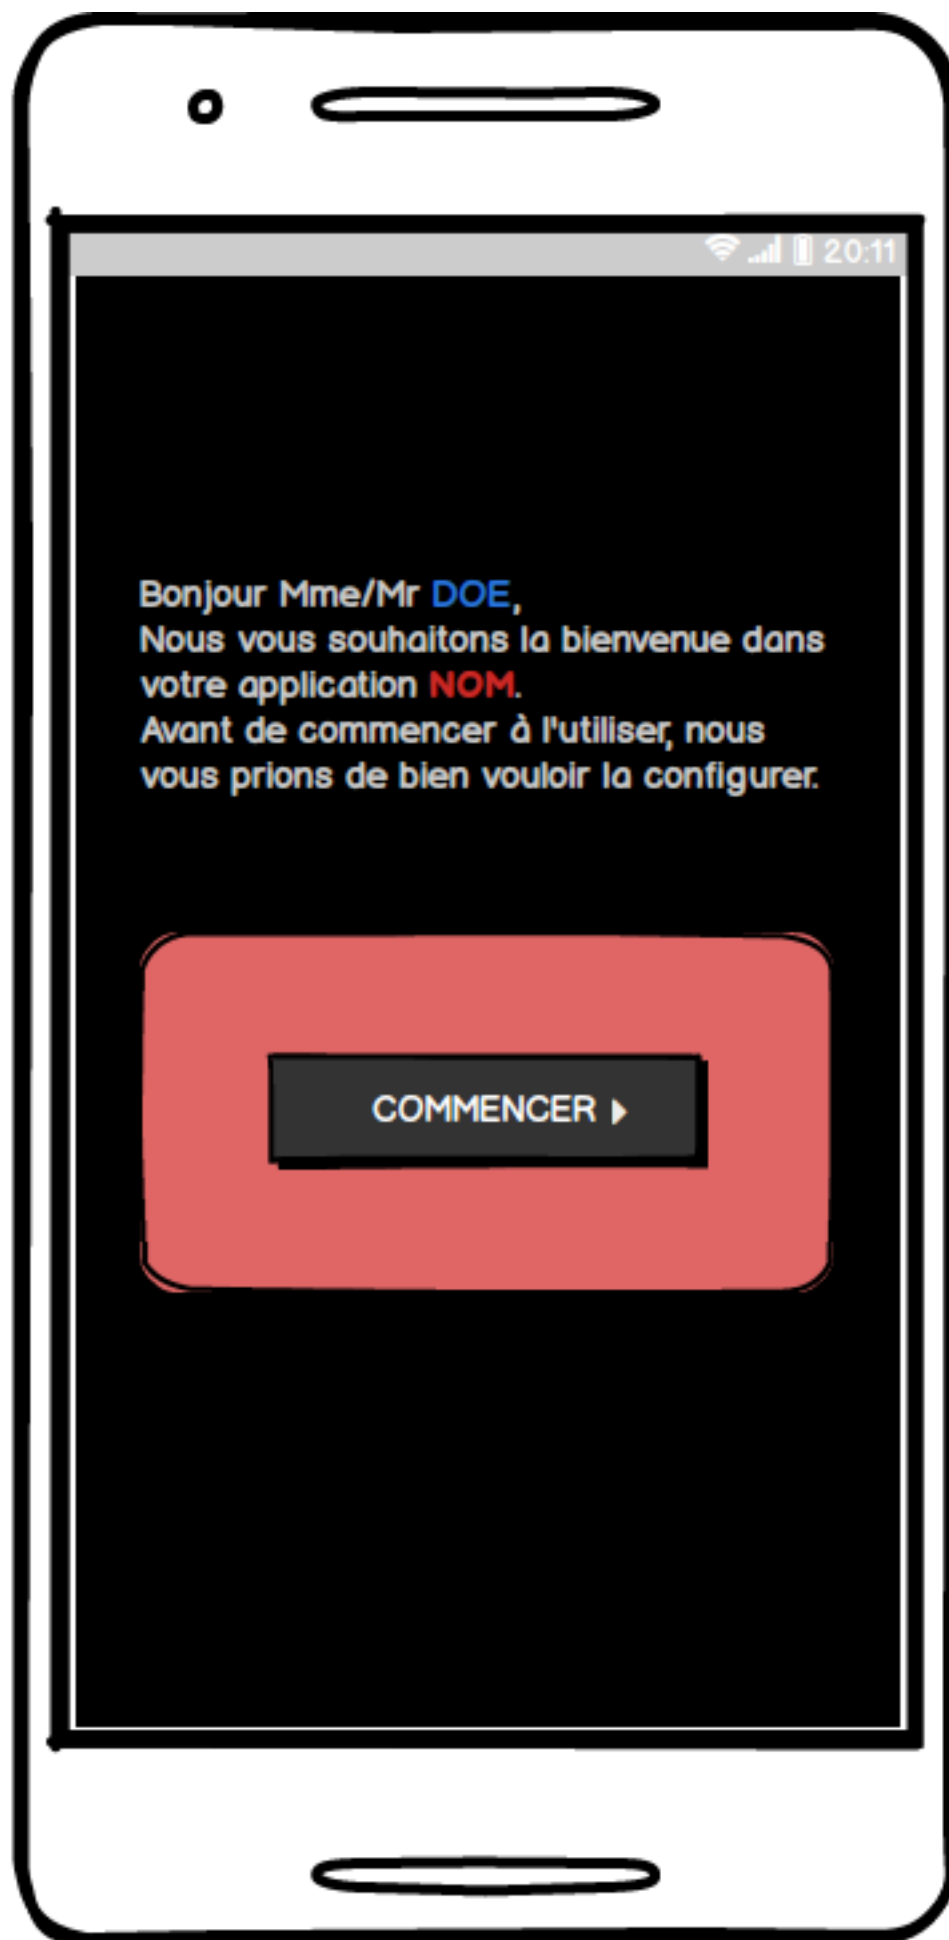 20:11
Bonjour Mme/Mr DOE,
Nous vous souhaitons la bienvenue dans
votre application NOM.
Avant de commencer à l'utiliser, nous
vous prions de bien vouloir la configurer.
COMMENCER